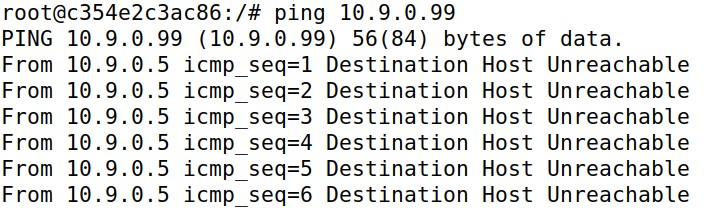 root@c354e2c3ac86:/# ping 10.9.0.99
PING 10.9.0.99 (10.9.0.99) 56(84) bytes of data.
From 10.9.0.5 icmp_seq=1 Destination Host Unreachable
From 10.9.0.5 icmp_seq=2 Destination Host Unreachable
From 10.9.0.5 icmp_seq=3 Destination Host Unreachable
From 10.9.0.5 icmp_seq=4 Destination Host Unreachable
From 10.9.0.5 icmp_seq=5 Destination Host Unreachable
From 10.9.0.5 icmp_seq=6 Destination Host Unreachable